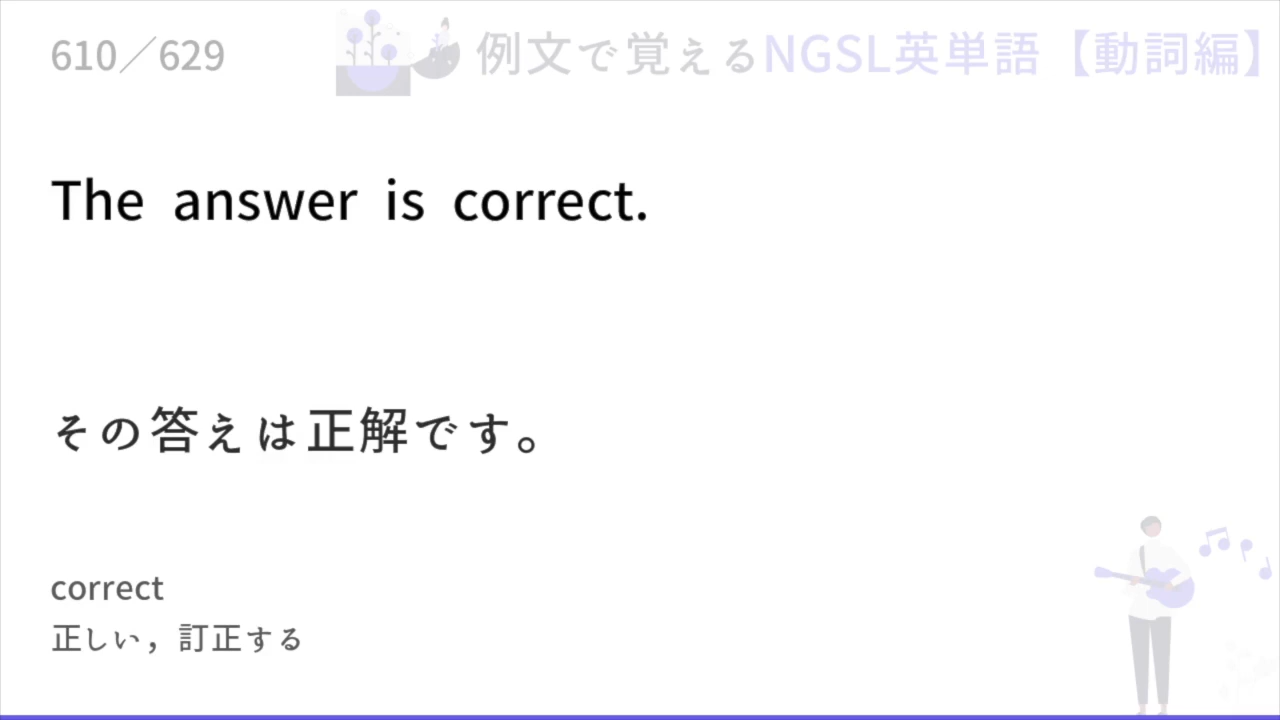 610／629
例文で覚えるNGSL英単語【動詞編】
The answer is correct.
その答えは正解です。
correct
正しい，訂正する